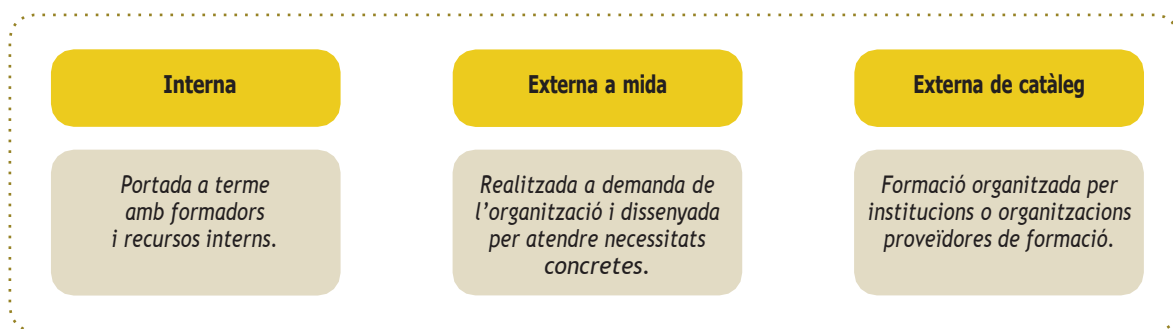 Interna
Externa a mida
Externa de catàleg
Portada a terme
amb formadors
i recursos interns.
Realitzada a demanda de
l’organització i dissenyada
per atendre necessitats
concretes.
Formació organitzada per
institucions o organitzacions
proveïdores de formació.